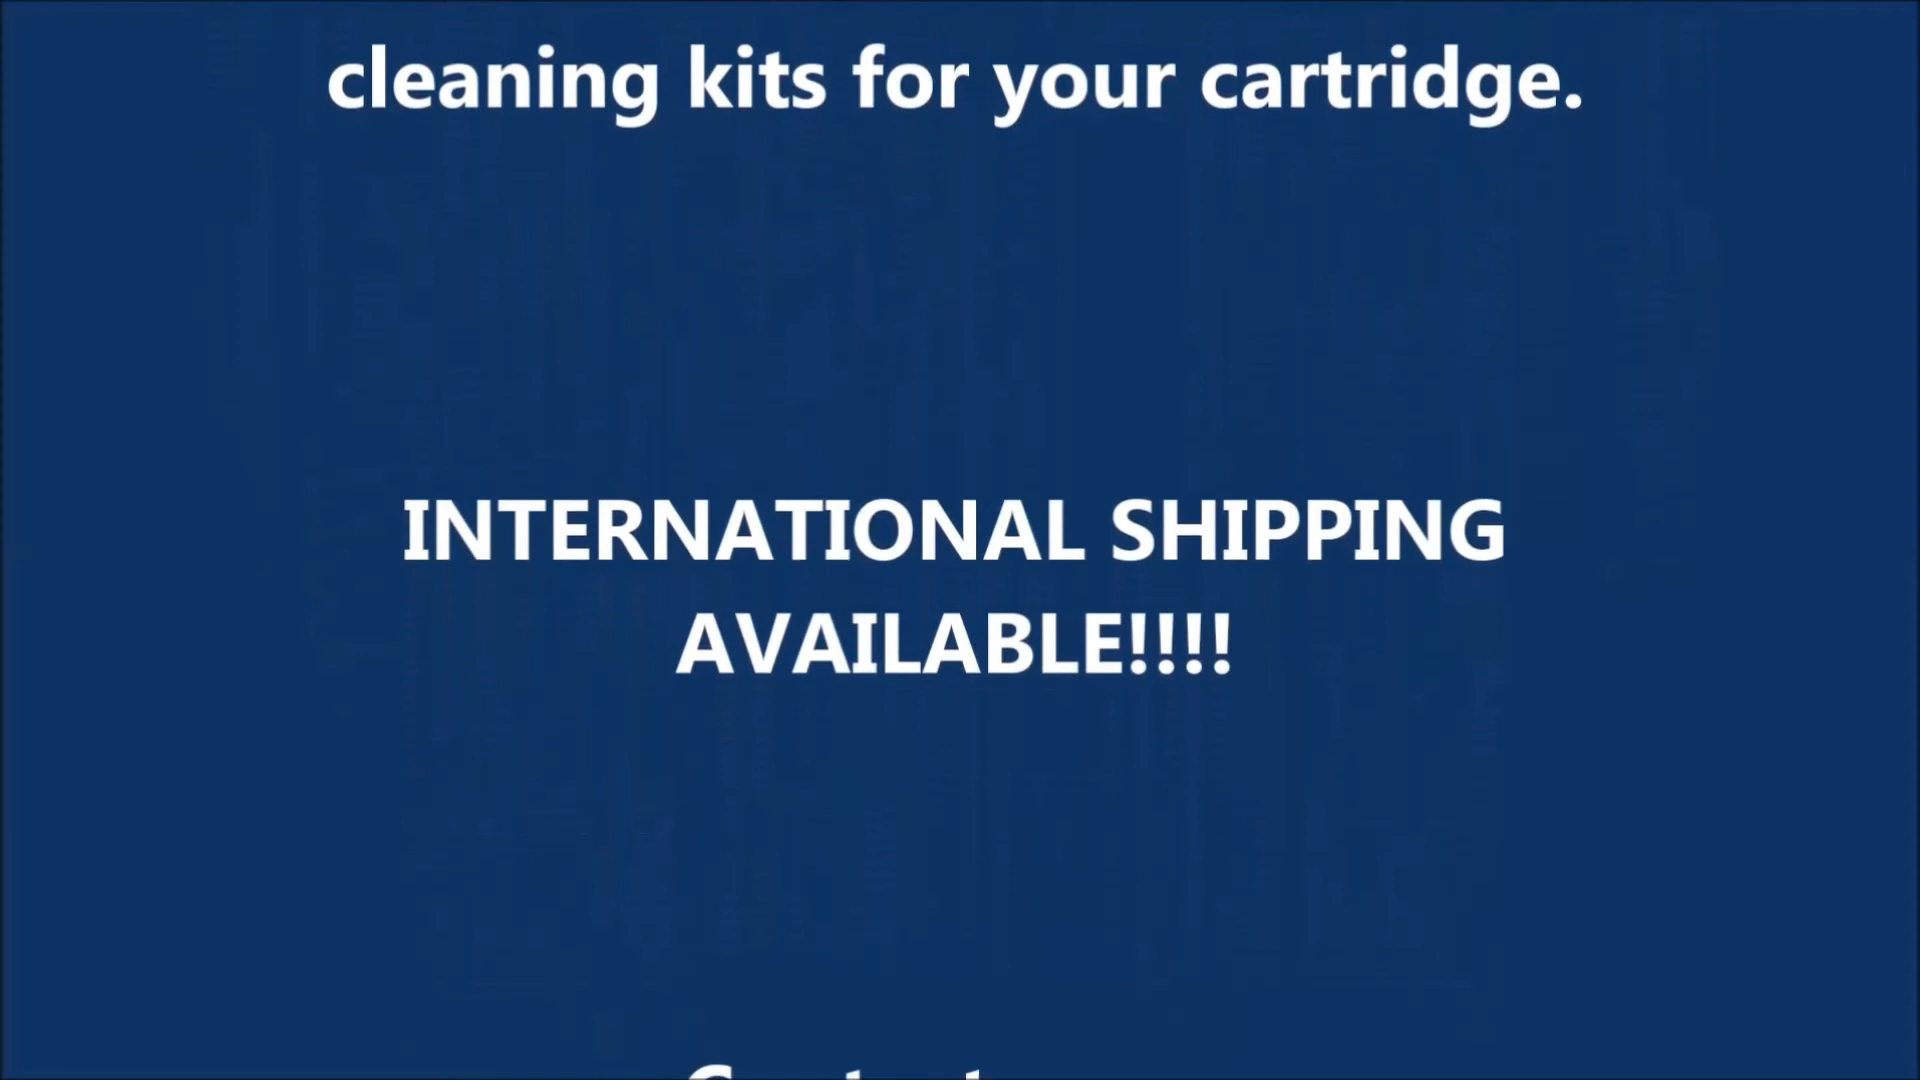 cleaning kits for your cartridge.
INTERNATIONAL SHIPPING
AVAILABLE!!!!